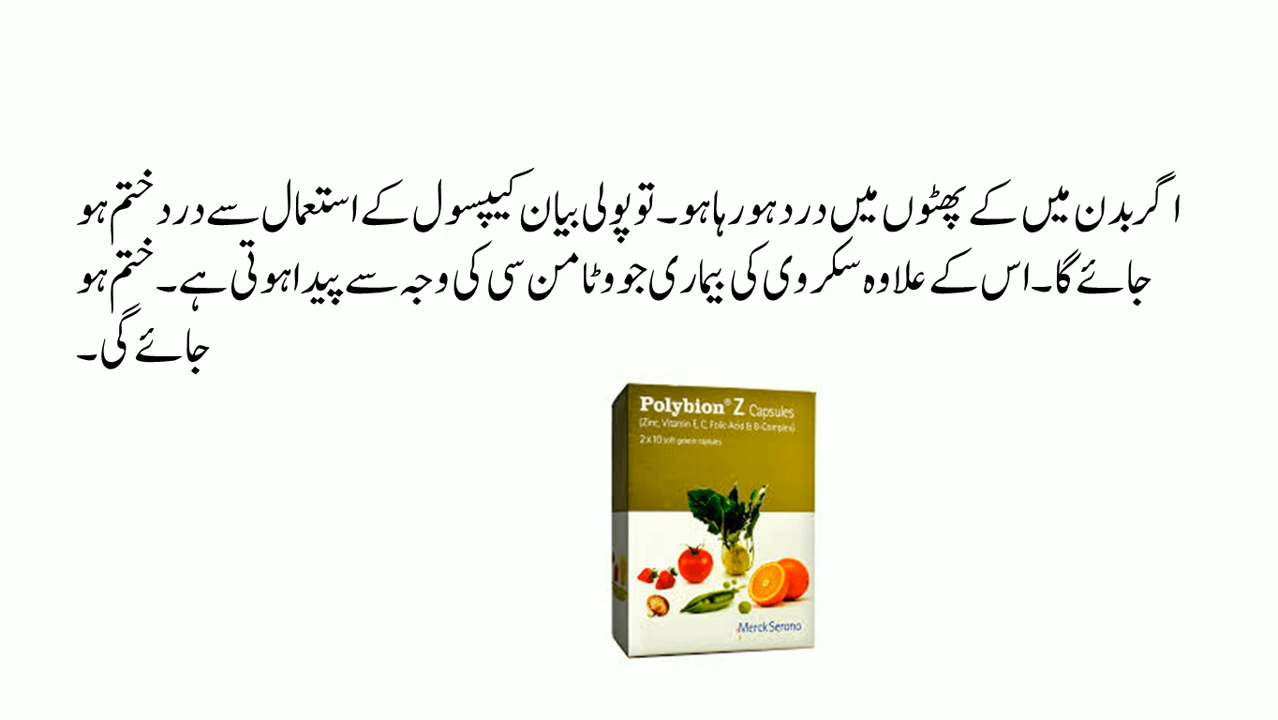 اگر بدن میں کے پھٹوں میں درد ہو رہا ہو۔ تو پولی بیان کیپسول کے استعمال سے درد ختم ہو
جائے گا۔ اس کے علاوہ سکروی کی بیماری جو وٹامن سی کی وجہ سے پیدا ہوتی ہے۔ ختم ہو
جائے گی۔
Polybion® Z Capsules
(Zinc, Vitamin E, C, Folic Acid & B-Complex)
2 x 10 soft gelatin capsules
Merck Serono